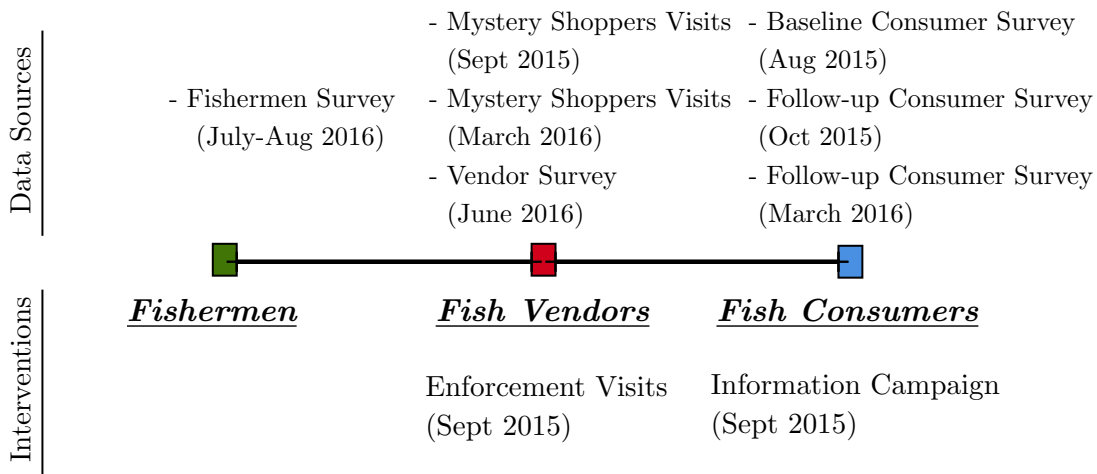 Data Sources
- Fishermen Survey
(July-Aug 2016)
- Mystery Shoppers Visits
(Sept 2015)
- Mystery Shoppers Visits
(March 2016)
- Vendor Survey
(June 2016)
- Baseline Consumer Survey
(Aug 2015)
- Follow-up Consumer Survey
(Oct 2015)
- Follow-up Consumer Survey
(March 2016)
Fishermen
Fish Vendors
Fish Consumers
Interventions
Enforcement Visits
(Sept 2015)
Information Campaign
(Sept 2015)